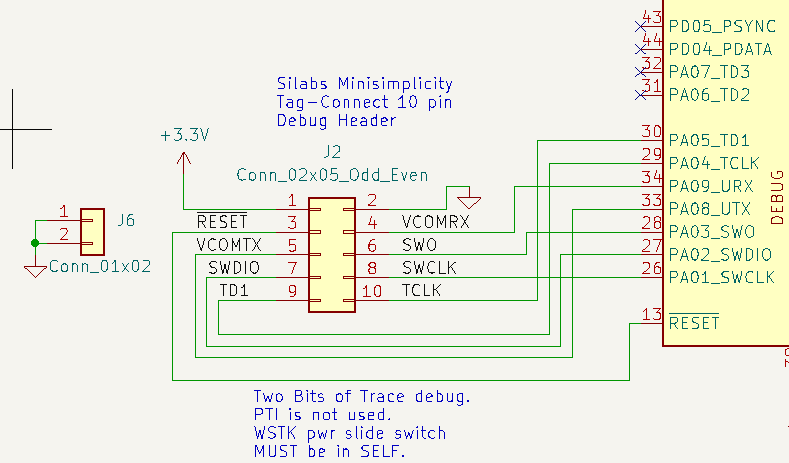 43 PD05_PSYNC
44 PD04_PDATA
32 PA07_TD3
31 PA06_TD2
Silabs Minisimplicity
Tag-Connect 10 pin
Debug Header
+3.3V
J2
Conn_02x05_Odd_Even
30 PA05_TD1
29 PA04_TCLK
34 PA09_URX
33 PA08_UTX
28 PA03_SWO
27 PA02_SWDIO
26 PA01_SWCLK
13 RESET
DEBUG
1 2
RESET 3 4 VCOMRX
VCOMTX 5 6 SWO
SWDIO 7 8 SWCLK
TD1 9 10 TCLK
1 J6
2
Conn_01x02
Two Bits of Trace debug.
PTI is not used.
WSTK pwr slide switch
MUST be in SELF.